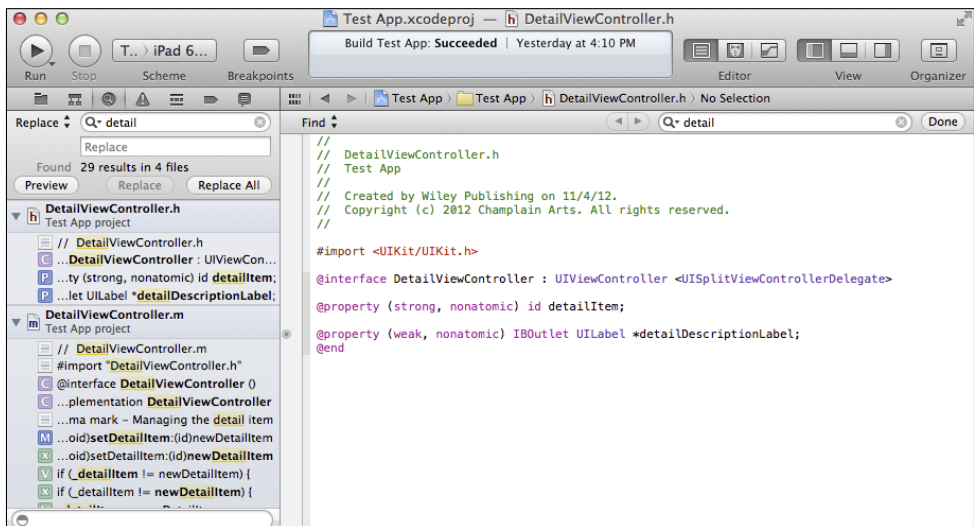 Test App.xcodeproj — h DetailViewController.h
T.. 〉 iPad 6...
Build Test App: Succeeded | Yesterday at 4:10 PM
Run Stop Scheme Breakpoints Editor View Organizer
Test App 〉 Test App 〉 h DetailViewController.h 〉 No Selection
Replace detail
Replace
Found 29 results in 4 files
Preview Replace Replace All
h DetailViewController.h
Test App project
// DetailViewController.h
C ...DetailViewController : UIViewCon...
P ...ty (strong, nonatomic) id detailItem;
P ...let UILabel *detailDescriptionLabel;
m DetailViewController.m
Test App project
// DetailViewController.m
#import "DetailViewController.h"
C @interface DetailViewController ()
C ...plementation DetailViewController
...ma mark – Managing the detail item
M ...oid)setDetailItem:(id)newDetailItem
X ...oid)setDetailItem:(id)newDetailItem
V if (_detailItem != newDetailItem) {
X if (_detailItem != newDetailItem) {
Find detail Done
//
// DetailViewController.h
// Test App
//
// Created by Wiley Publishing on 11/4/12.
// Copyright (c) 2012 Champlain Arts. All rights reserved.
//
#import <UIKit/UIKit.h>
@interface DetailViewController : UIViewController <UISplitViewControllerDelegate>
@property (strong, nonatomic) id detailItem;
@property (weak, nonatomic) IBOutlet UILabel *detailDescriptionLabel;
@end